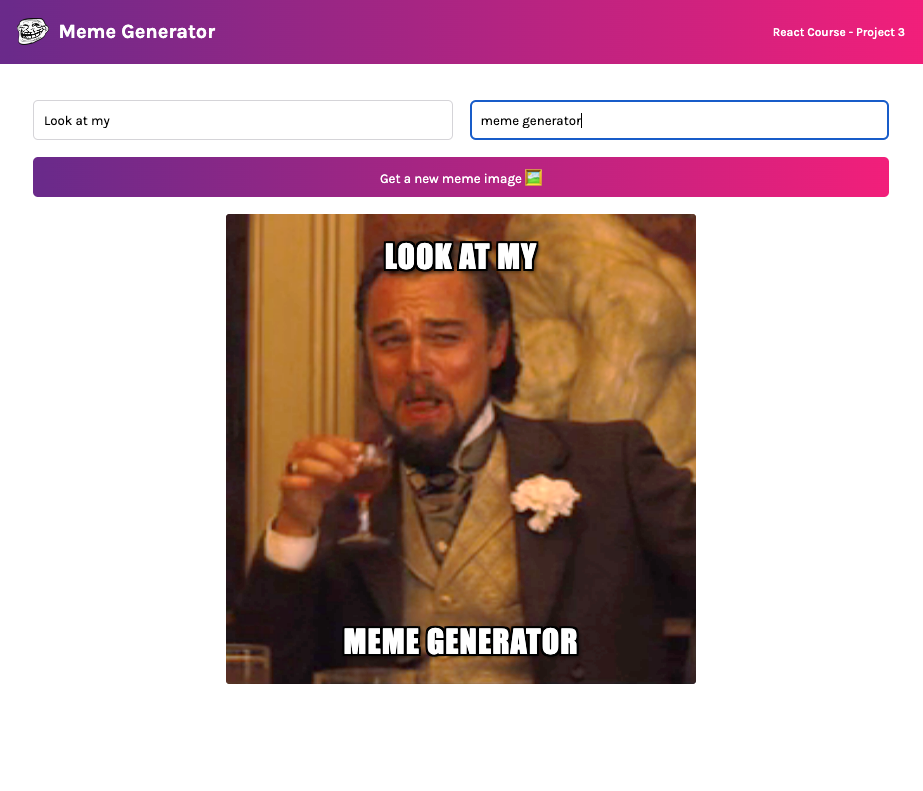 Meme Generator
React Course - Project 3
Look at my
meme generator
Get a new meme image
LOOK AT MY
MEME GENERATOR